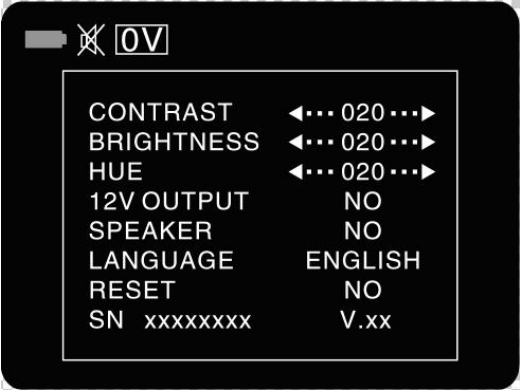 0V
CONTRAST 020
BRIGHTNESS 020
HUE 020
12V OUTPUT NO
SPEAKER NO
LANGUAGE ENGLISH
RESET NO
SN xxxxxxxx V.xx